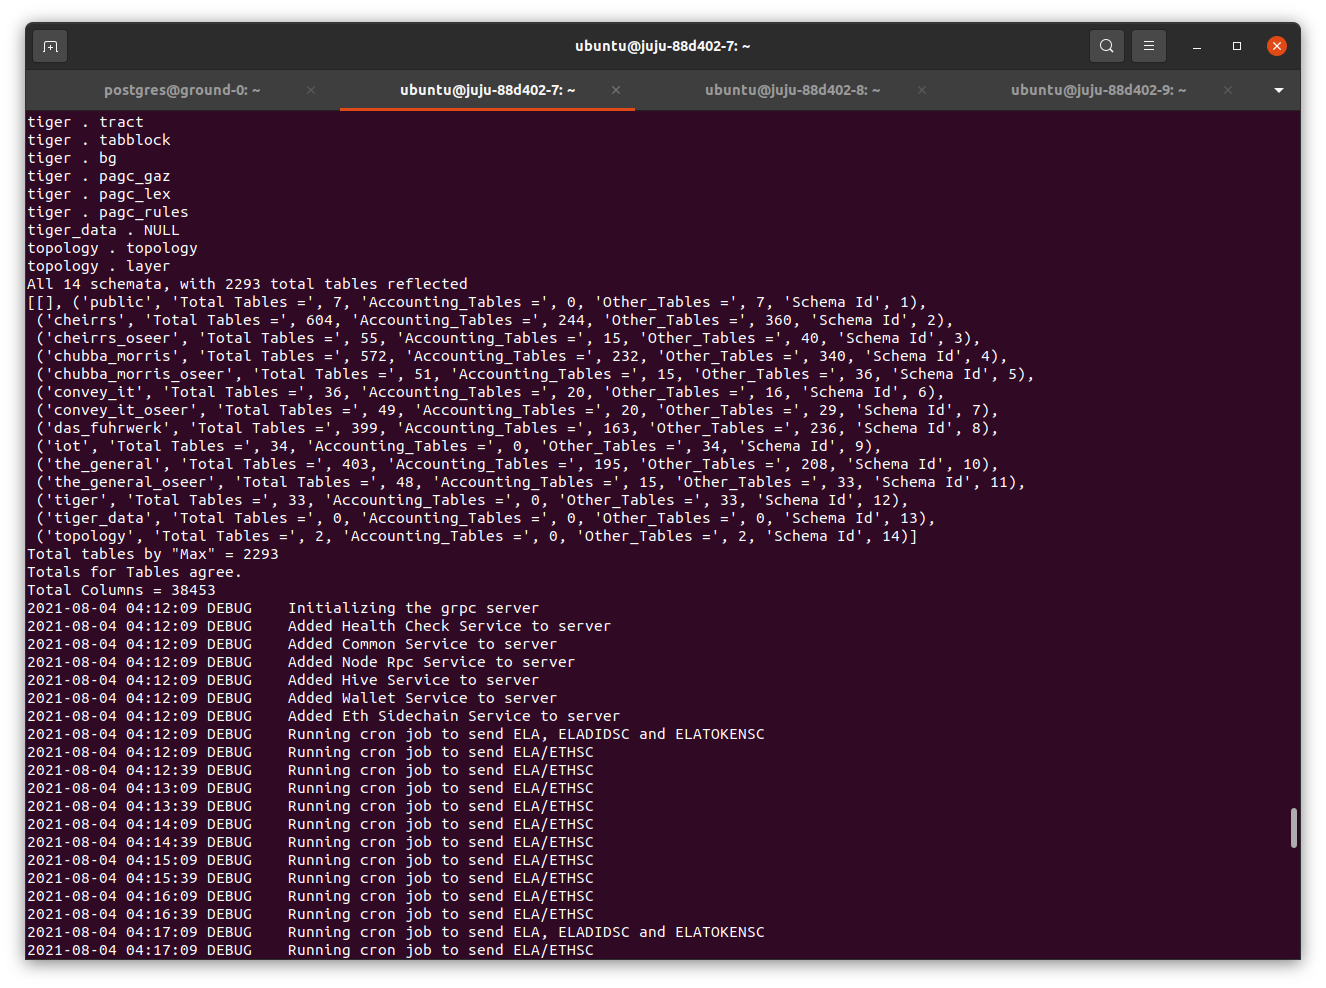 ubuntu@juju-88d402-7: ~
postgres@ground-0: ~
ubuntu@juju-88d402-7: ~
ubuntu@juju-88d402-8: ~
ubuntu@juju-88d402-9: ~
tiger . tract
tiger . tabblock
tiger . bg
tiger . pagc_gaz
tiger . pagc_lex
tiger . pagc_rules
tiger_data . NULL
topology . topology
topology . layer
All 14 schemata, with 2293 total tables reflected
[[], ('public', 'Total Tables =', 7, 'Accounting_Tables =', 0, 'Other_Tables =', 7, 'Schema Id', 1),
('cheirrs', 'Total Tables =', 604, 'Accounting_Tables =', 244, 'Other_Tables =', 360, 'Schema Id', 2),
('cheirrs_oseer', 'Total Tables =', 55, 'Accounting_Tables =', 15, 'Other_Tables =', 40, 'Schema Id', 3),
('chubba_morris', 'Total Tables =', 572, 'Accounting_Tables =', 232, 'Other_Tables =', 340, 'Schema Id', 4),
('chubba_morris_oseer', 'Total Tables =', 51, 'Accounting_Tables =', 15, 'Other_Tables =', 36, 'Schema Id', 5),
('convey_it', 'Total Tables =', 36, 'Accounting_Tables =', 20, 'Other_Tables =', 16, 'Schema Id', 6),
('convey_it_oseer', 'Total Tables =', 49, 'Accounting_Tables =', 20, 'Other_Tables =', 29, 'Schema Id', 7),
('das_fuhrwerk', 'Total Tables =', 399, 'Accounting_Tables =', 163, 'Other_Tables =', 236, 'Schema Id', 8),
('iot', 'Total Tables =', 34, 'Accounting_Tables =', 0, 'Other_Tables =', 34, 'Schema Id', 9),
('the_general', 'Total Tables =', 403, 'Accounting_Tables =', 195, 'Other_Tables =', 208, 'Schema Id', 10),
('the_general_oseer', 'Total Tables =', 48, 'Accounting_Tables =', 15, 'Other_Tables =', 33, 'Schema Id', 11),
('tiger', 'Total Tables =', 33, 'Accounting_Tables =', 0, 'Other_Tables =', 33, 'Schema Id', 12),
('tiger_data', 'Total Tables =', 0, 'Accounting_Tables =', 0, 'Other_Tables =', 0, 'Schema Id', 13),
('topology', 'Total Tables =', 2, 'Accounting_Tables =', 0, 'Other_Tables =', 2, 'Schema Id', 14)]
Total tables by "Max" = 2293
Totals for Tables agree.
Total Columns = 38453
2021-08-04 04:12:09 DEBUG    Initializing the grpc server
2021-08-04 04:12:09 DEBUG    Added Health Check Service to server
2021-08-04 04:12:09 DEBUG    Added Common Service to server
2021-08-04 04:12:09 DEBUG    Added Node Rpc Service to server
2021-08-04 04:12:09 DEBUG    Added Hive Service to server
2021-08-04 04:12:09 DEBUG    Added Wallet Service to server
2021-08-04 04:12:09 DEBUG    Added Eth Sidechain Service to server
2021-08-04 04:12:09 DEBUG    Running cron job to send ELA, ELADIDSC and ELATOKENSC
2021-08-04 04:12:09 DEBUG    Running cron job to send ELA/ETHSC
2021-08-04 04:12:39 DEBUG    Running cron job to send ELA/ETHSC
2021-08-04 04:13:09 DEBUG    Running cron job to send ELA/ETHSC
2021-08-04 04:13:39 DEBUG    Running cron job to send ELA/ETHSC
2021-08-04 04:14:09 DEBUG    Running cron job to send ELA/ETHSC
2021-08-04 04:14:39 DEBUG    Running cron job to send ELA/ETHSC
2021-08-04 04:15:09 DEBUG    Running cron job to send ELA/ETHSC
2021-08-04 04:15:39 DEBUG    Running cron job to send ELA/ETHSC
2021-08-04 04:16:09 DEBUG    Running cron job to send ELA/ETHSC
2021-08-04 04:16:39 DEBUG    Running cron job to send ELA/ETHSC
2021-08-04 04:17:09 DEBUG    Running cron job to send ELA, ELADIDSC and ELATOKENSC
2021-08-04 04:17:09 DEBUG    Running cron job to send ELA/ETHSC